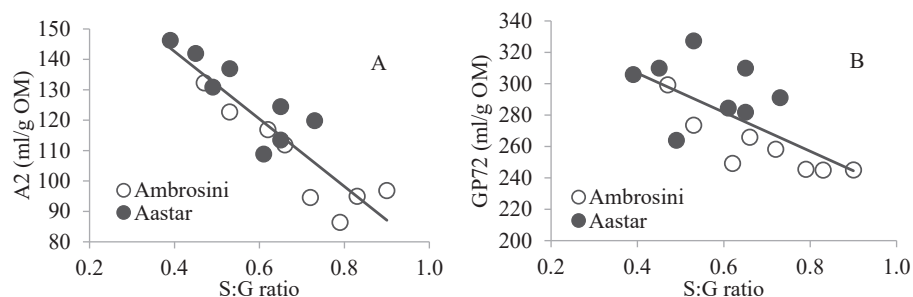 A2 (ml/g OM)
150
140
130
120
110
100
90
80
A
Ambrosini
Aastar
0.2
0.4
0.6
0.8
1.0
S:G ratio
GP72 (ml/g OM)
340
320
300
280
260
240
220
200
B
Ambrosini
Aastar
0.2
0.4
0.6
0.8
1.0
S:G ratio